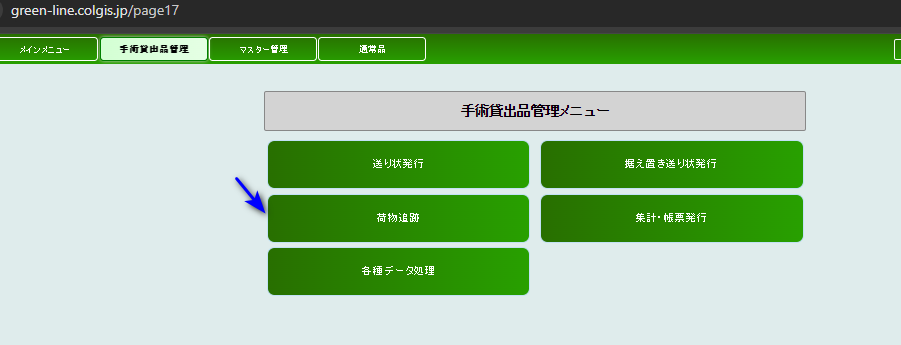 green-line.colgis.jp/page17
メインメニュー 手術貸出品管理 マスター管理 通常品
手術貸出品管理メニュー
送り状発行 据え置き送り状発行
荷物追跡 集計・帳票発行
各種データ処理